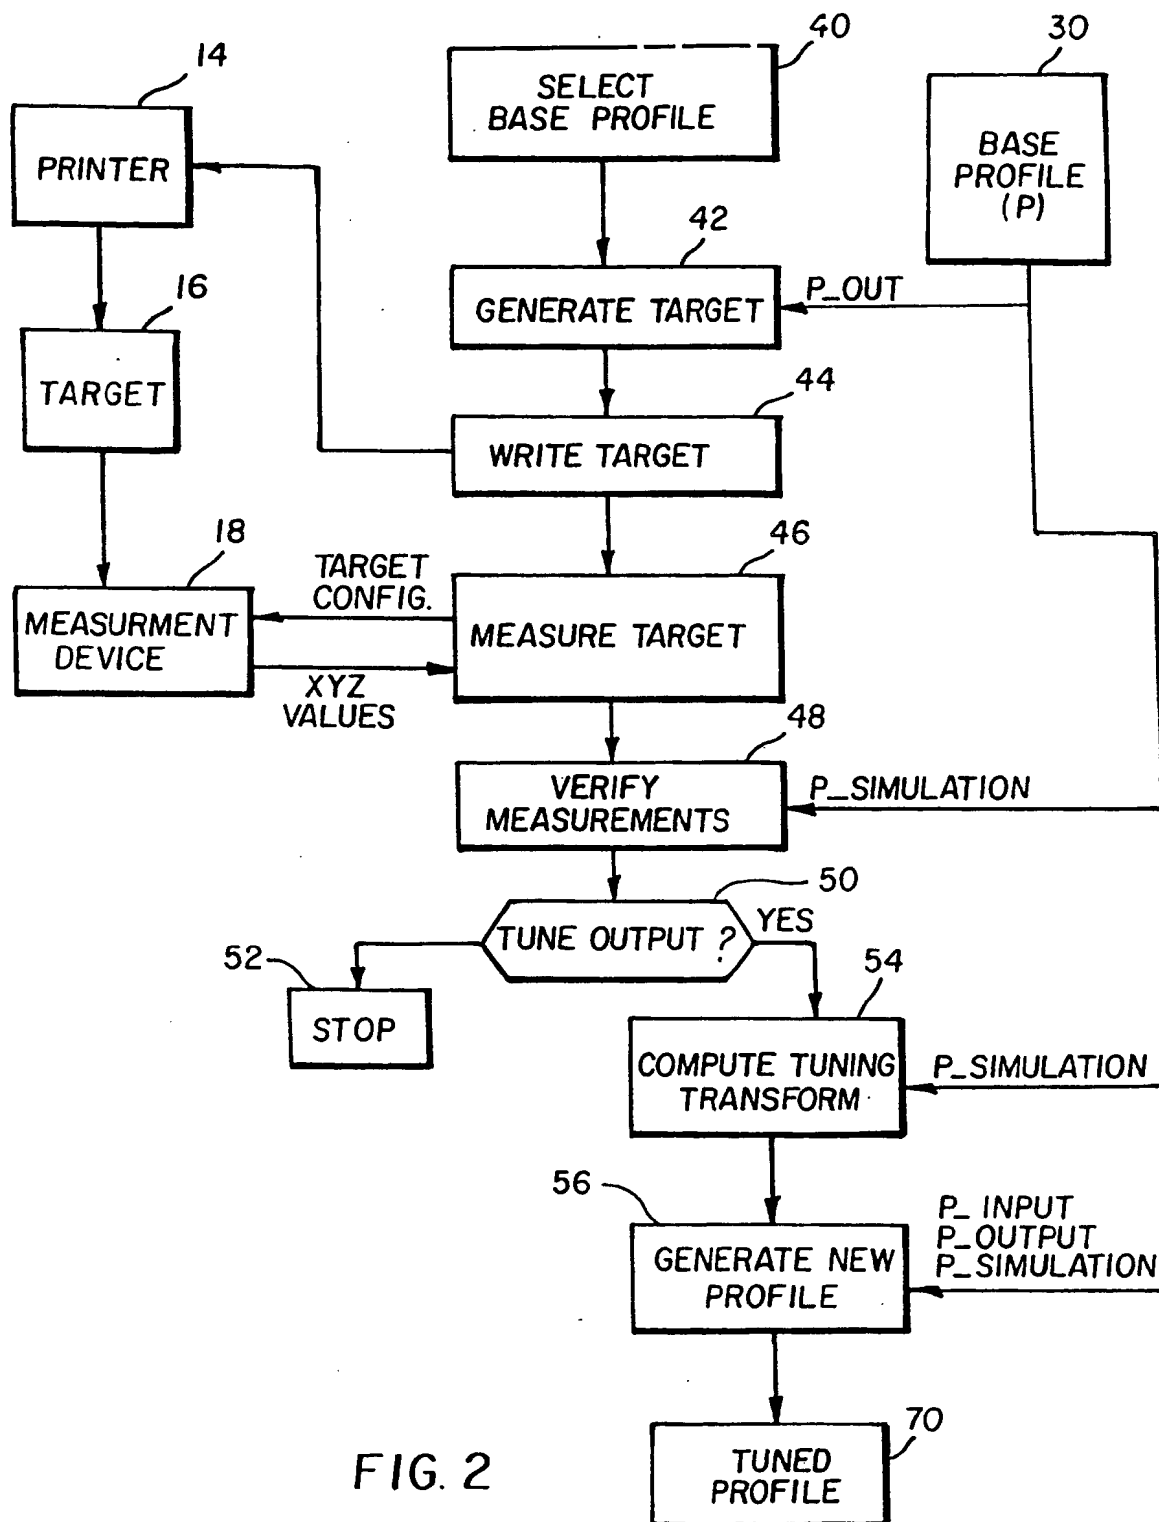 40
30
14
SELECT
BASE PROFILE
BASE
PROFILE
(P)
PRINTER
42
16
P_OUT
GENERATE TARGET
TARGET
44
WRITE TARGET
18
46
TARGET
CONFIG.
MEASURMENT
DEVICE
MEASURE TARGET
XYZ
VALUES
48
VERIFY
MEASUREMENTS
P_SIMULATION
50
TUNE OUTPUT ?
YES
52
54
STOP
COMPUTE TUNING
TRANSFORM
P_SIMULATION
56
P_INPUT
P_OUTPUT
P_SIMULATION
GENERATE NEW
PROFILE
70
TUNED
PROFILE
FIG. 2